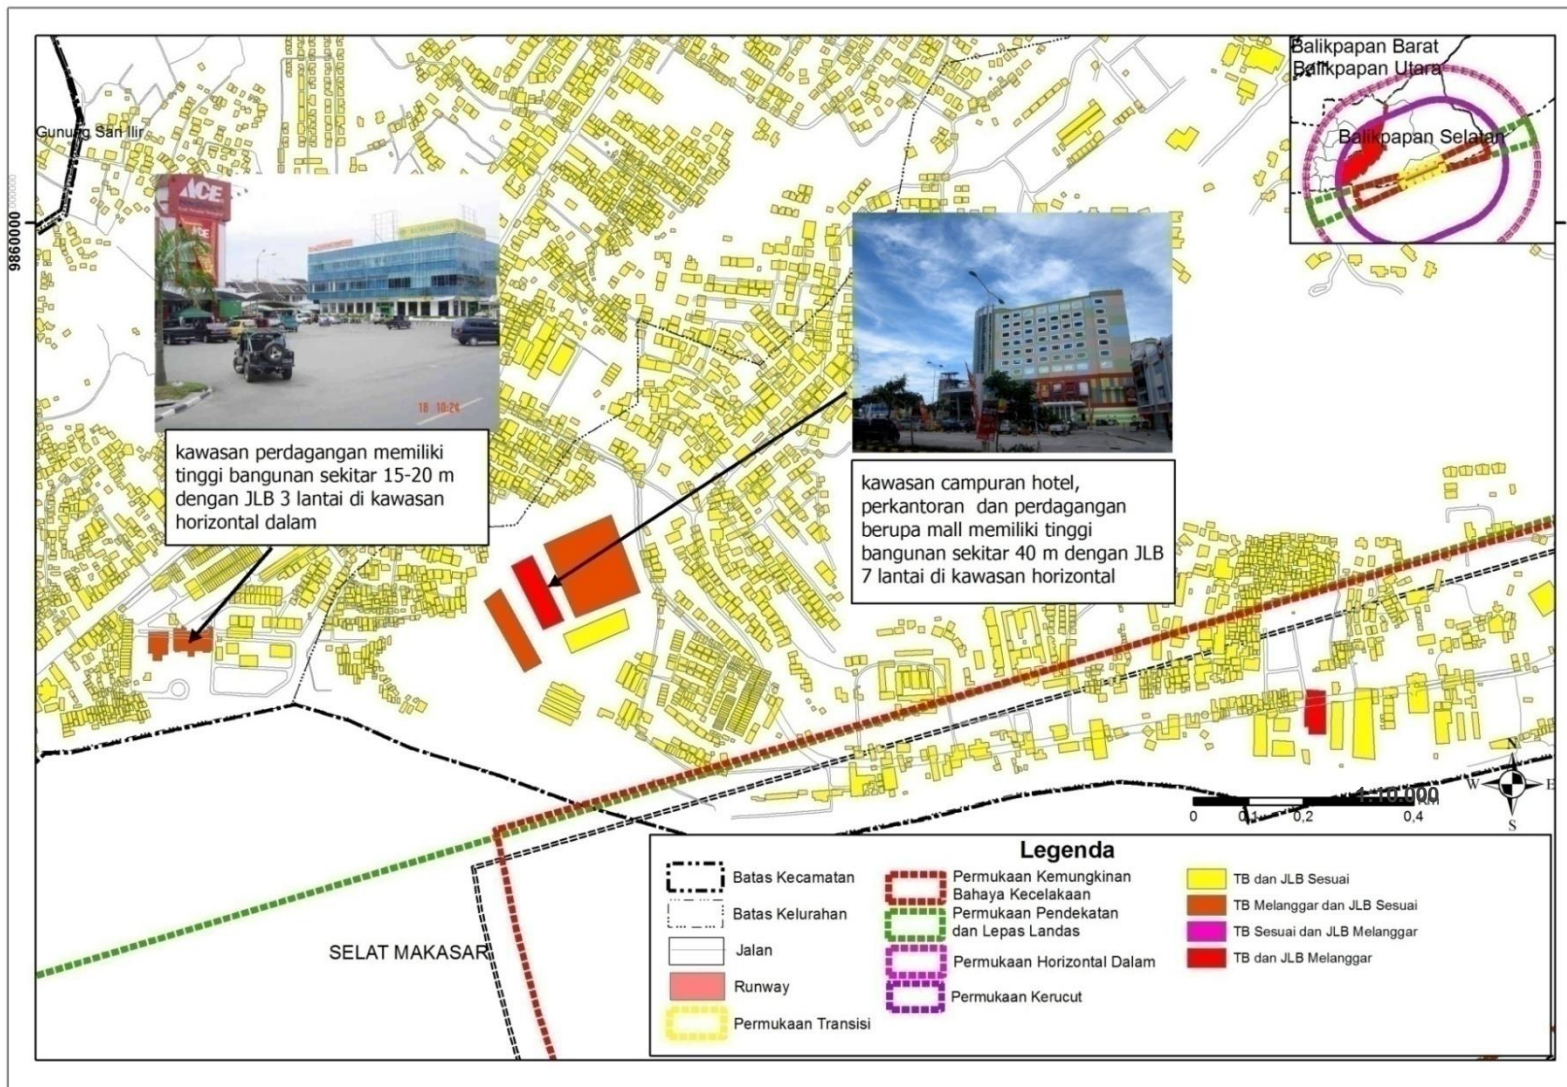 Balikpapan Barat
Balikpapan Utara
Balikpapan Selatan
Gunung Sari Ilir
9860000
ACE
ACE
18 10:24
kawasan perdagangan memiliki
tinggi bangunan sekitar 15-20 m
dengan JLB 3 lantai di kawasan
horizontal dalam
kawasan campuran hotel,
perkantoran dan perdagangan
berupa mall memiliki tinggi
bangunan sekitar 40 m dengan JLB
7 lantai di kawasan horizontal
N
W E
S
1:10.000
Km
0 0,1 0,2 0,4
SELAT MAKASAR
Legenda
Batas Kecamatan
Batas Kelurahan
Jalan
Runway
Permukaan Transisi
Permukaan Kemungkinan
Bahaya Kecelakaan
Permukaan Pendekatan
dan Lepas Landas
Permukaan Horizontal Dalam
Permukaan Kerucut
TB dan JLB Sesuai
TB Melanggar dan JLB Sesuai
TB Sesuai dan JLB Melanggar
TB dan JLB Melanggar